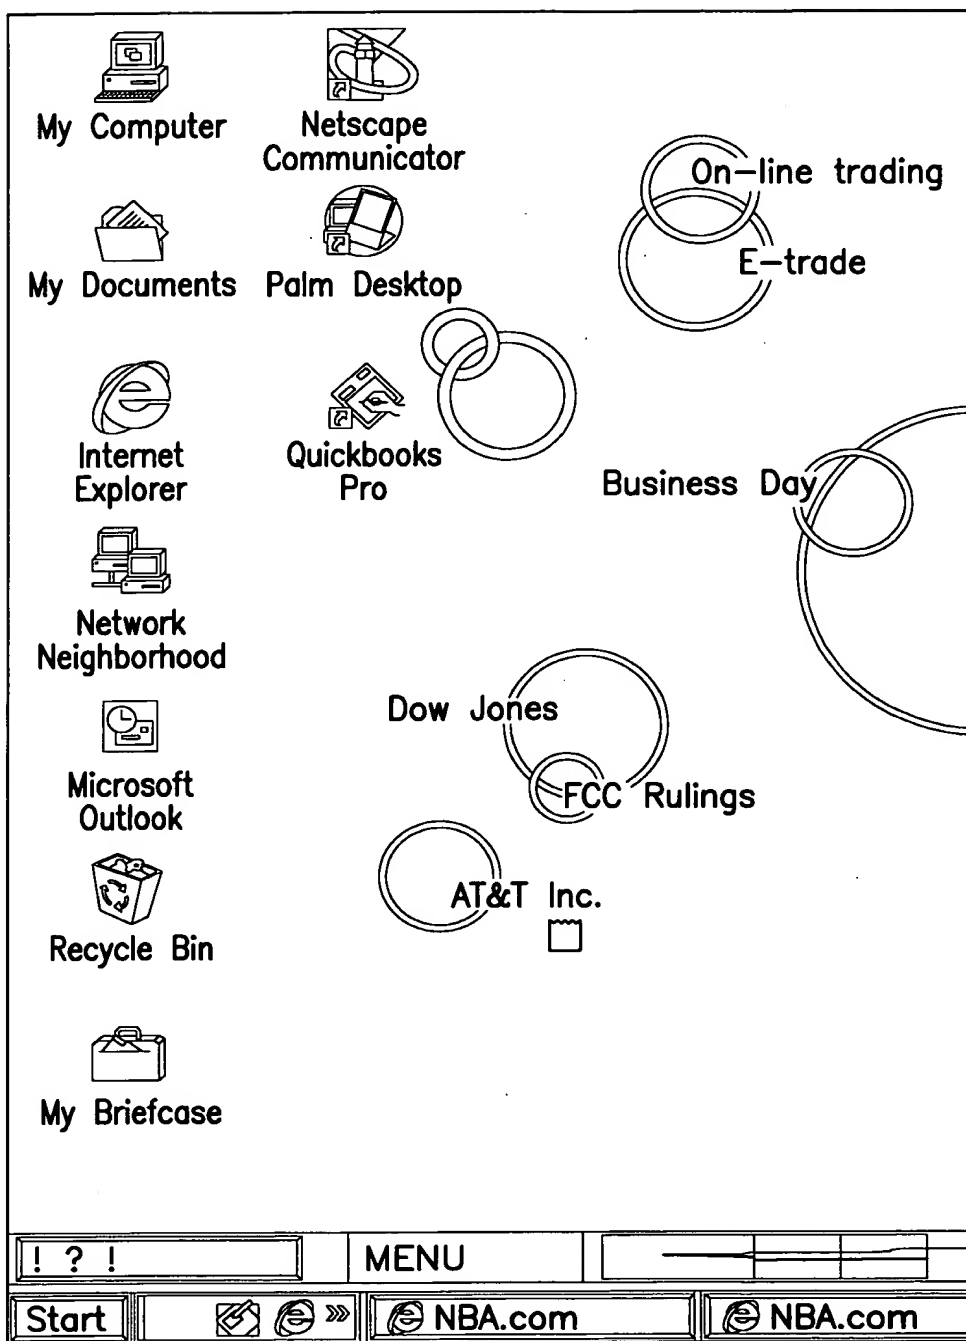 My Computer
Netscape
Communicator
On-line trading
E-trade
My Documents
Palm Desktop
Internet
Explorer
Quickbooks
Pro
Business Day
Network
Neighborhood
Dow Jones
FCC Rulings
Microsoft
Outlook
AT&T Inc.
Recycle Bin
My Briefcase
! ? !
MENU
Start
»
NBA.com
NBA.com